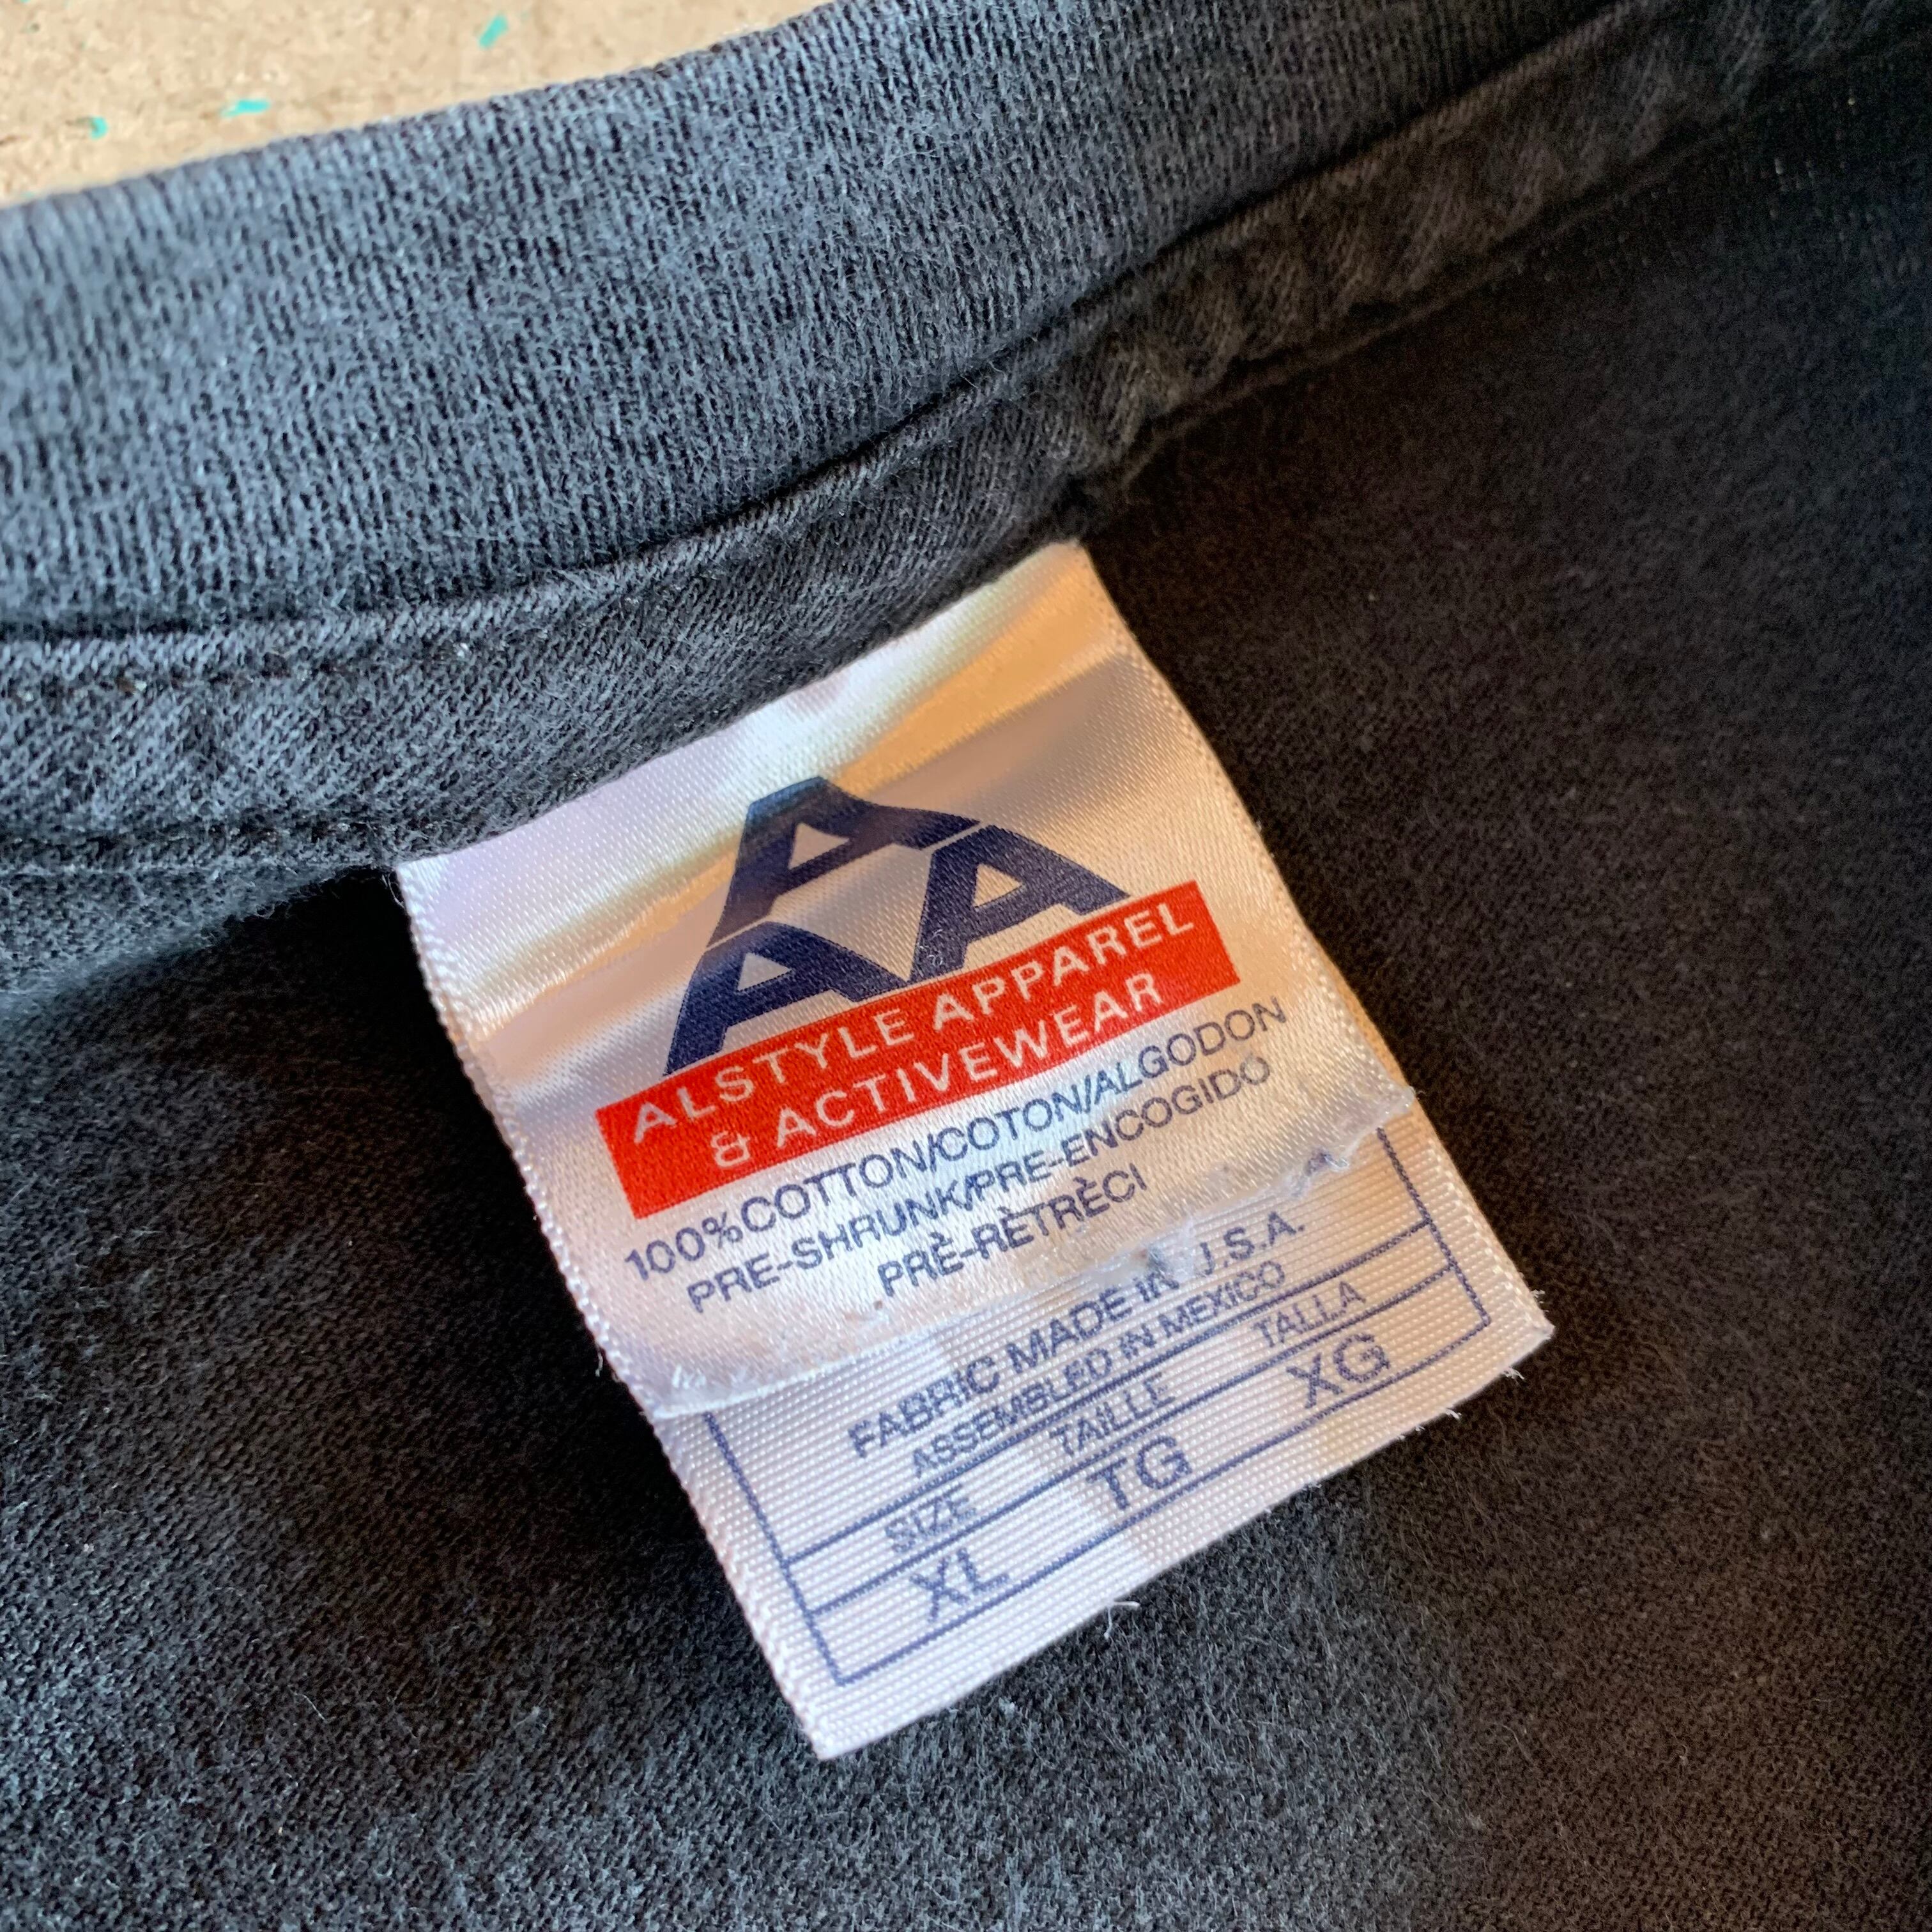 A
A A
ALSTYLE APPAREL
& ACTIVEWEAR
100% COTTON/COTON/ALGODON
PRE-SHRUNK/PRE-ENCOGIDO
PRÈ-RÈTRÈCI
FABRIC MADE IN U.S.A.
ASSEMBLED IN MEXICO
SIZE TAILLE TALLA
XL TG XG